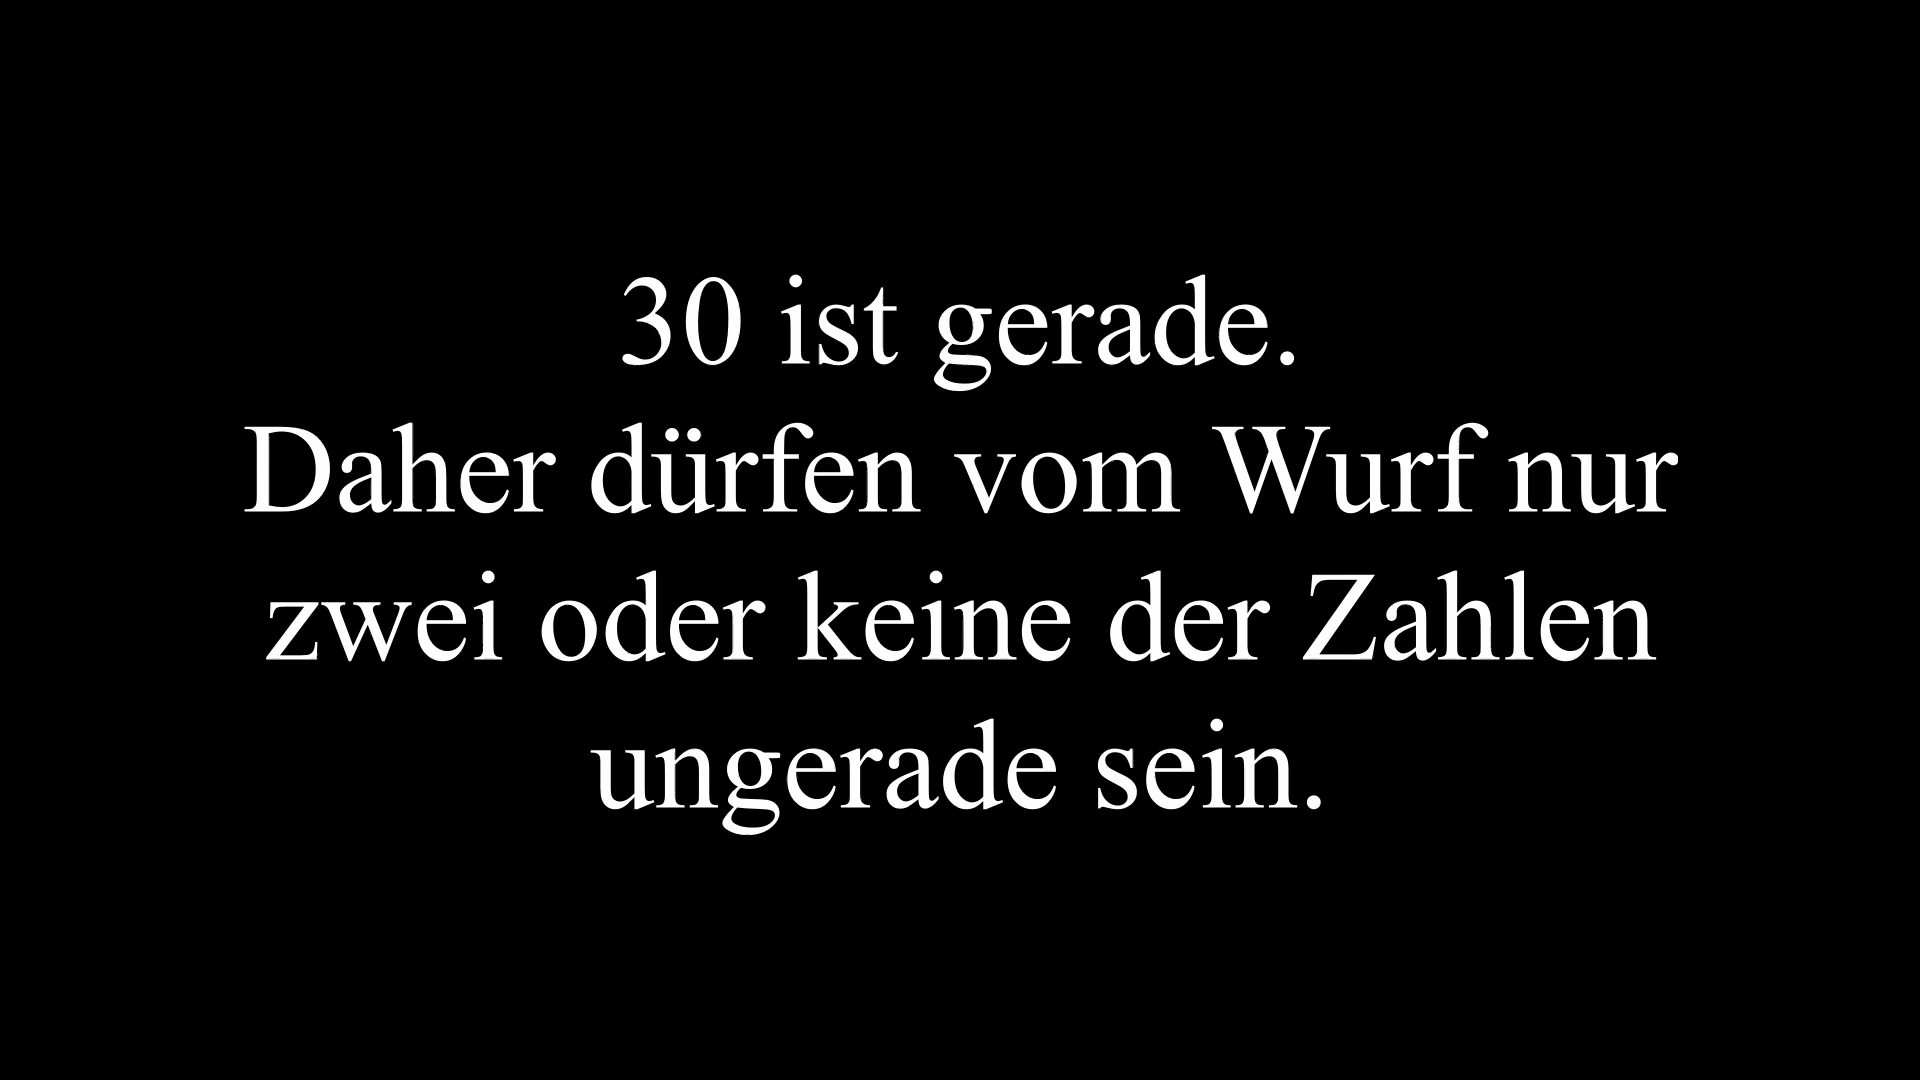 30 ist gerade.
Daher dürfen vom Wurf nur
zwei oder keine der Zahlen
ungerade sein.